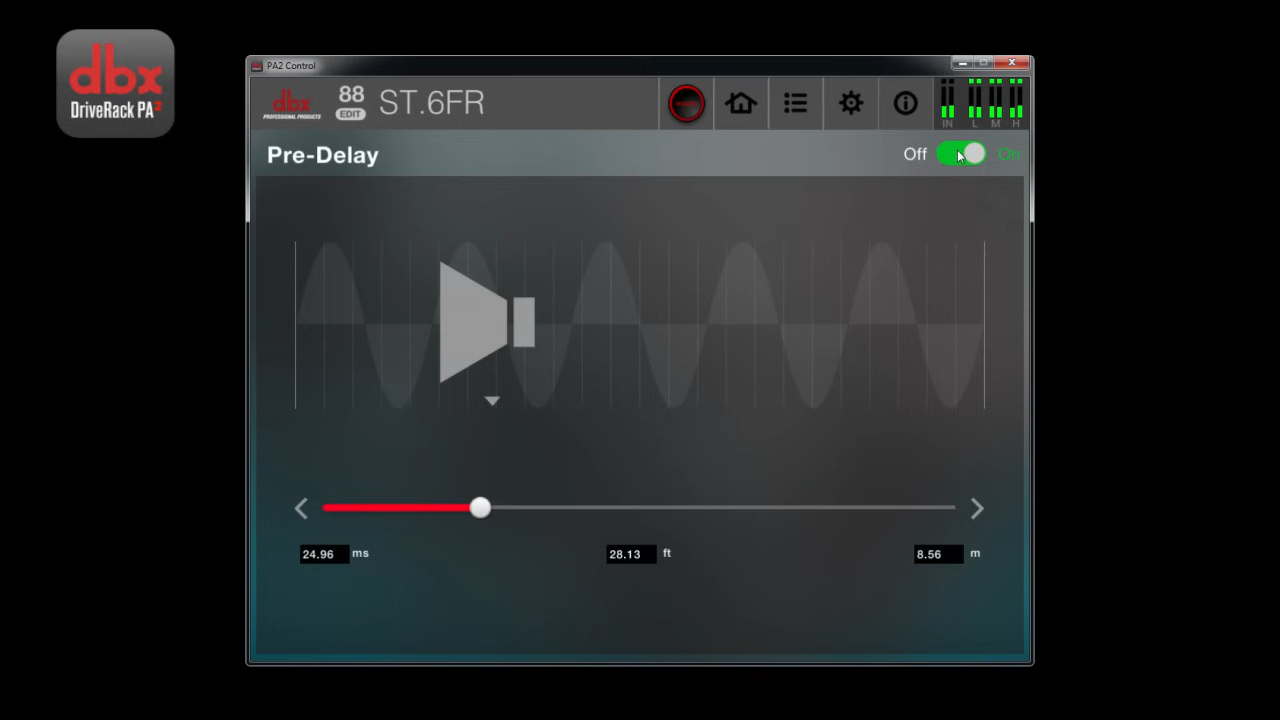 dbx
DriveRack PA²
PA2 Control
dbx
PROFESSIONAL PRODUCTS
88
EDIT
ST.6FR
IN L M H
Pre-Delay
Off On
24.96 ms
28.13 ft
8.56 m